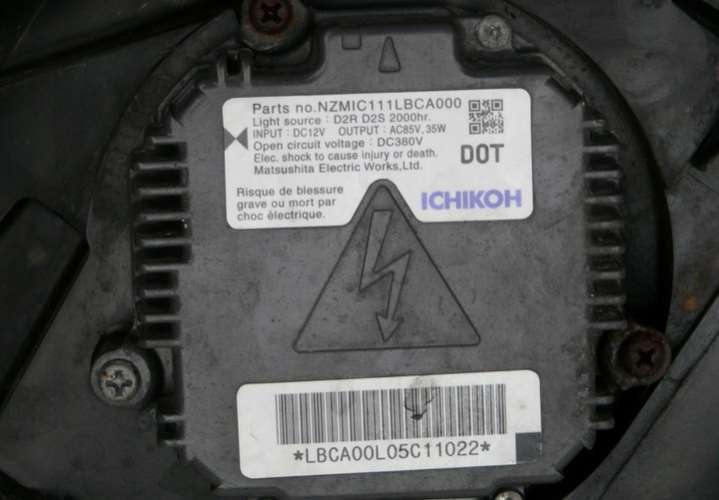 Parts no.NZMIC111LBCA000
Light source : D2R D2S 2000hr.
INPUT : DC12V OUTPUT : AC85V,35W
Open circuit voltage : DC380V
Elec. shock to cause injury or death.
Matsushita Electric Works,Ltd.
DOT
Risque de blessure
grave ou mort par
choc électrique.
ICHIKOH
*LBCA00L05C11022*